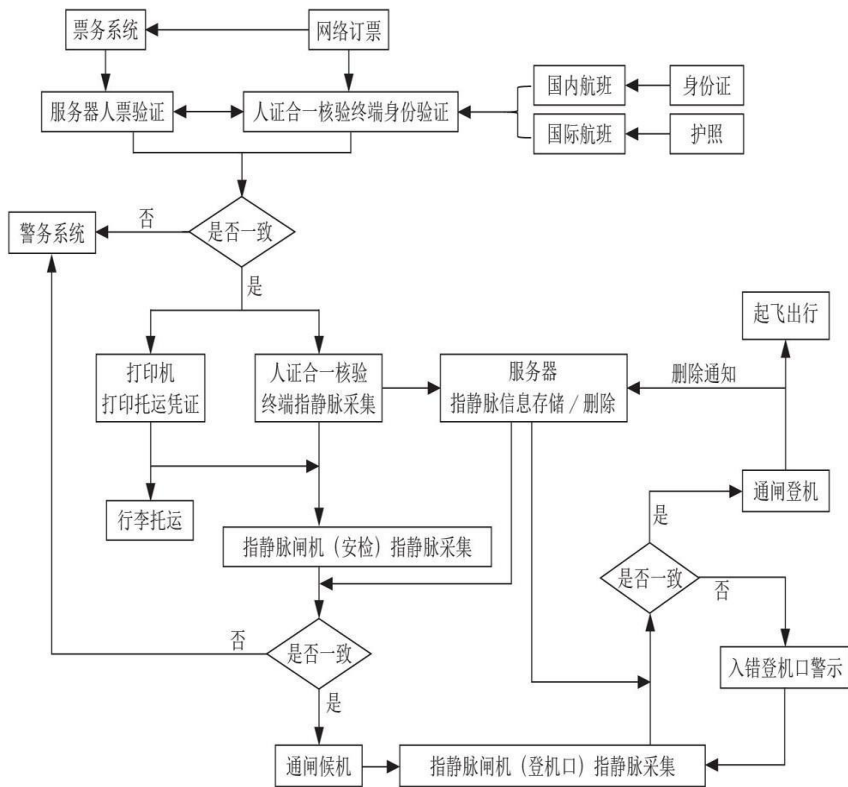 票务系统
网络订票
服务器人票验证
人证合一核验终端身份验证
国内航班
身份证
国际航班
护照
是否一致
否
警务系统
是
起飞出行
打印机
打印托运凭证
人证合一核验
终端指静脉采集
服务器
指静脉信息存储/删除
删除通知
行李托运
通闸登机
是
指静脉闸机（安检）指静脉采集
是否一致
否
否
是否一致
入错登机口警示
是
通闸候机
指静脉闸机（登机口）指静脉采集